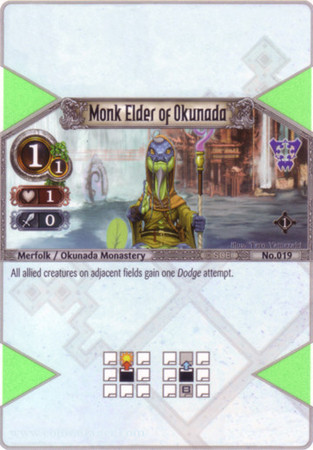 Monk Elder of Okunada
1
1
1
0
Merfolk / Okunada Monastery
No.019
All allied creatures on adjacent fields gain one Dodge attempt.